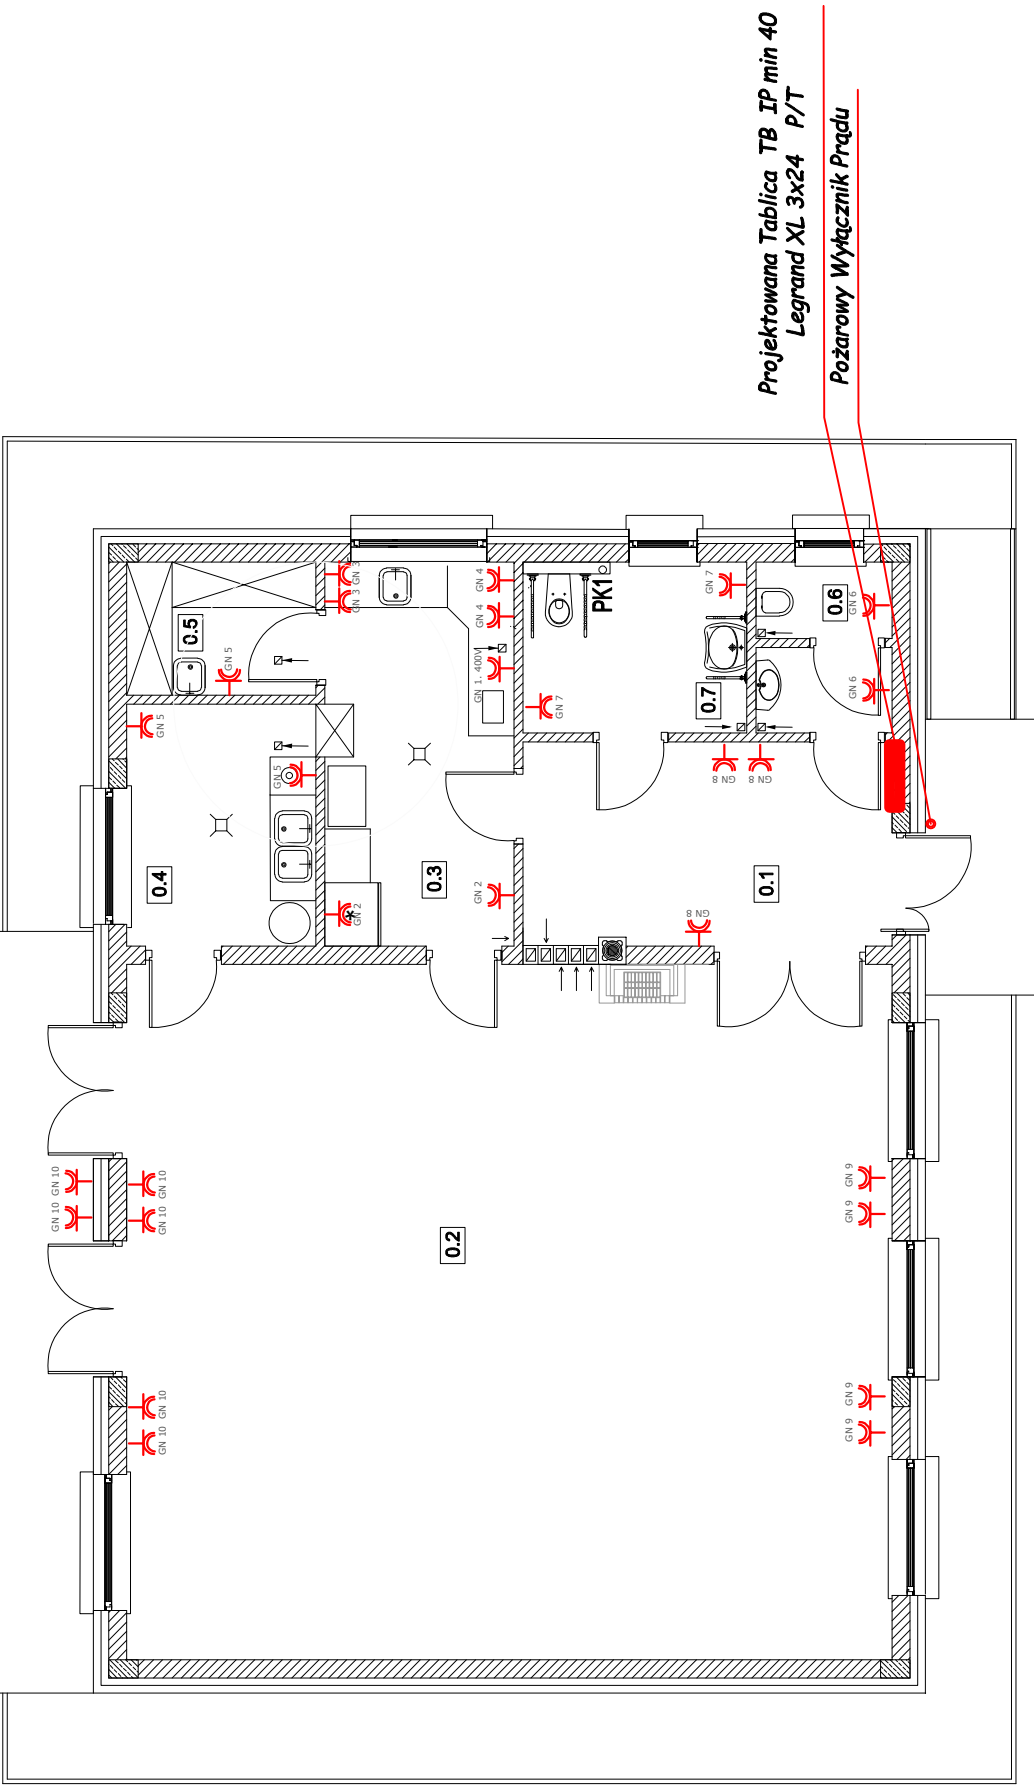 Projektowana Tablica TB IP min 40
Legrand XL 3x24 P/T
Pożarowy Wyłącznik Prądu
GN 3
GN 3
GN 4
GN 4
GN 1. 400V
PK1
GN 7
GN 7
0.6
GN 6
GN 6
0.5
GN 5
GN 5
GN 5
0.7
GN 8
GN 8
0.4
0.3
GN 2
GN 2
0.1
GN 8
GN 10
GN 10
GN 10
GN 10
GN 9
GN 9
0.2
GN 10
GN 10
GN 9
GN 9